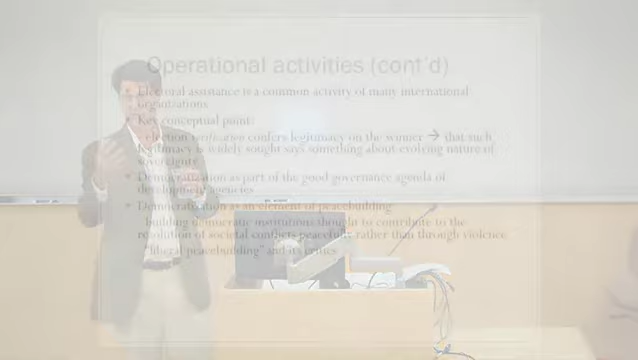 Operational activities (cont'd)
• Electoral assistance is a common activity of many international
organizations
• Key conceptual point:
– election verification confers legitimacy on the winner → that such
legitimacy is widely sought says something about evolving nature of
sovereignty
• Democratization as part of the good governance agenda of
development agencies
• Democratization as an element of peacebuilding
building democratic institutions thought to contribute to the
resolution of societal conflicts peacefully rather than through violence
"liberal peacebuilding" and its critics